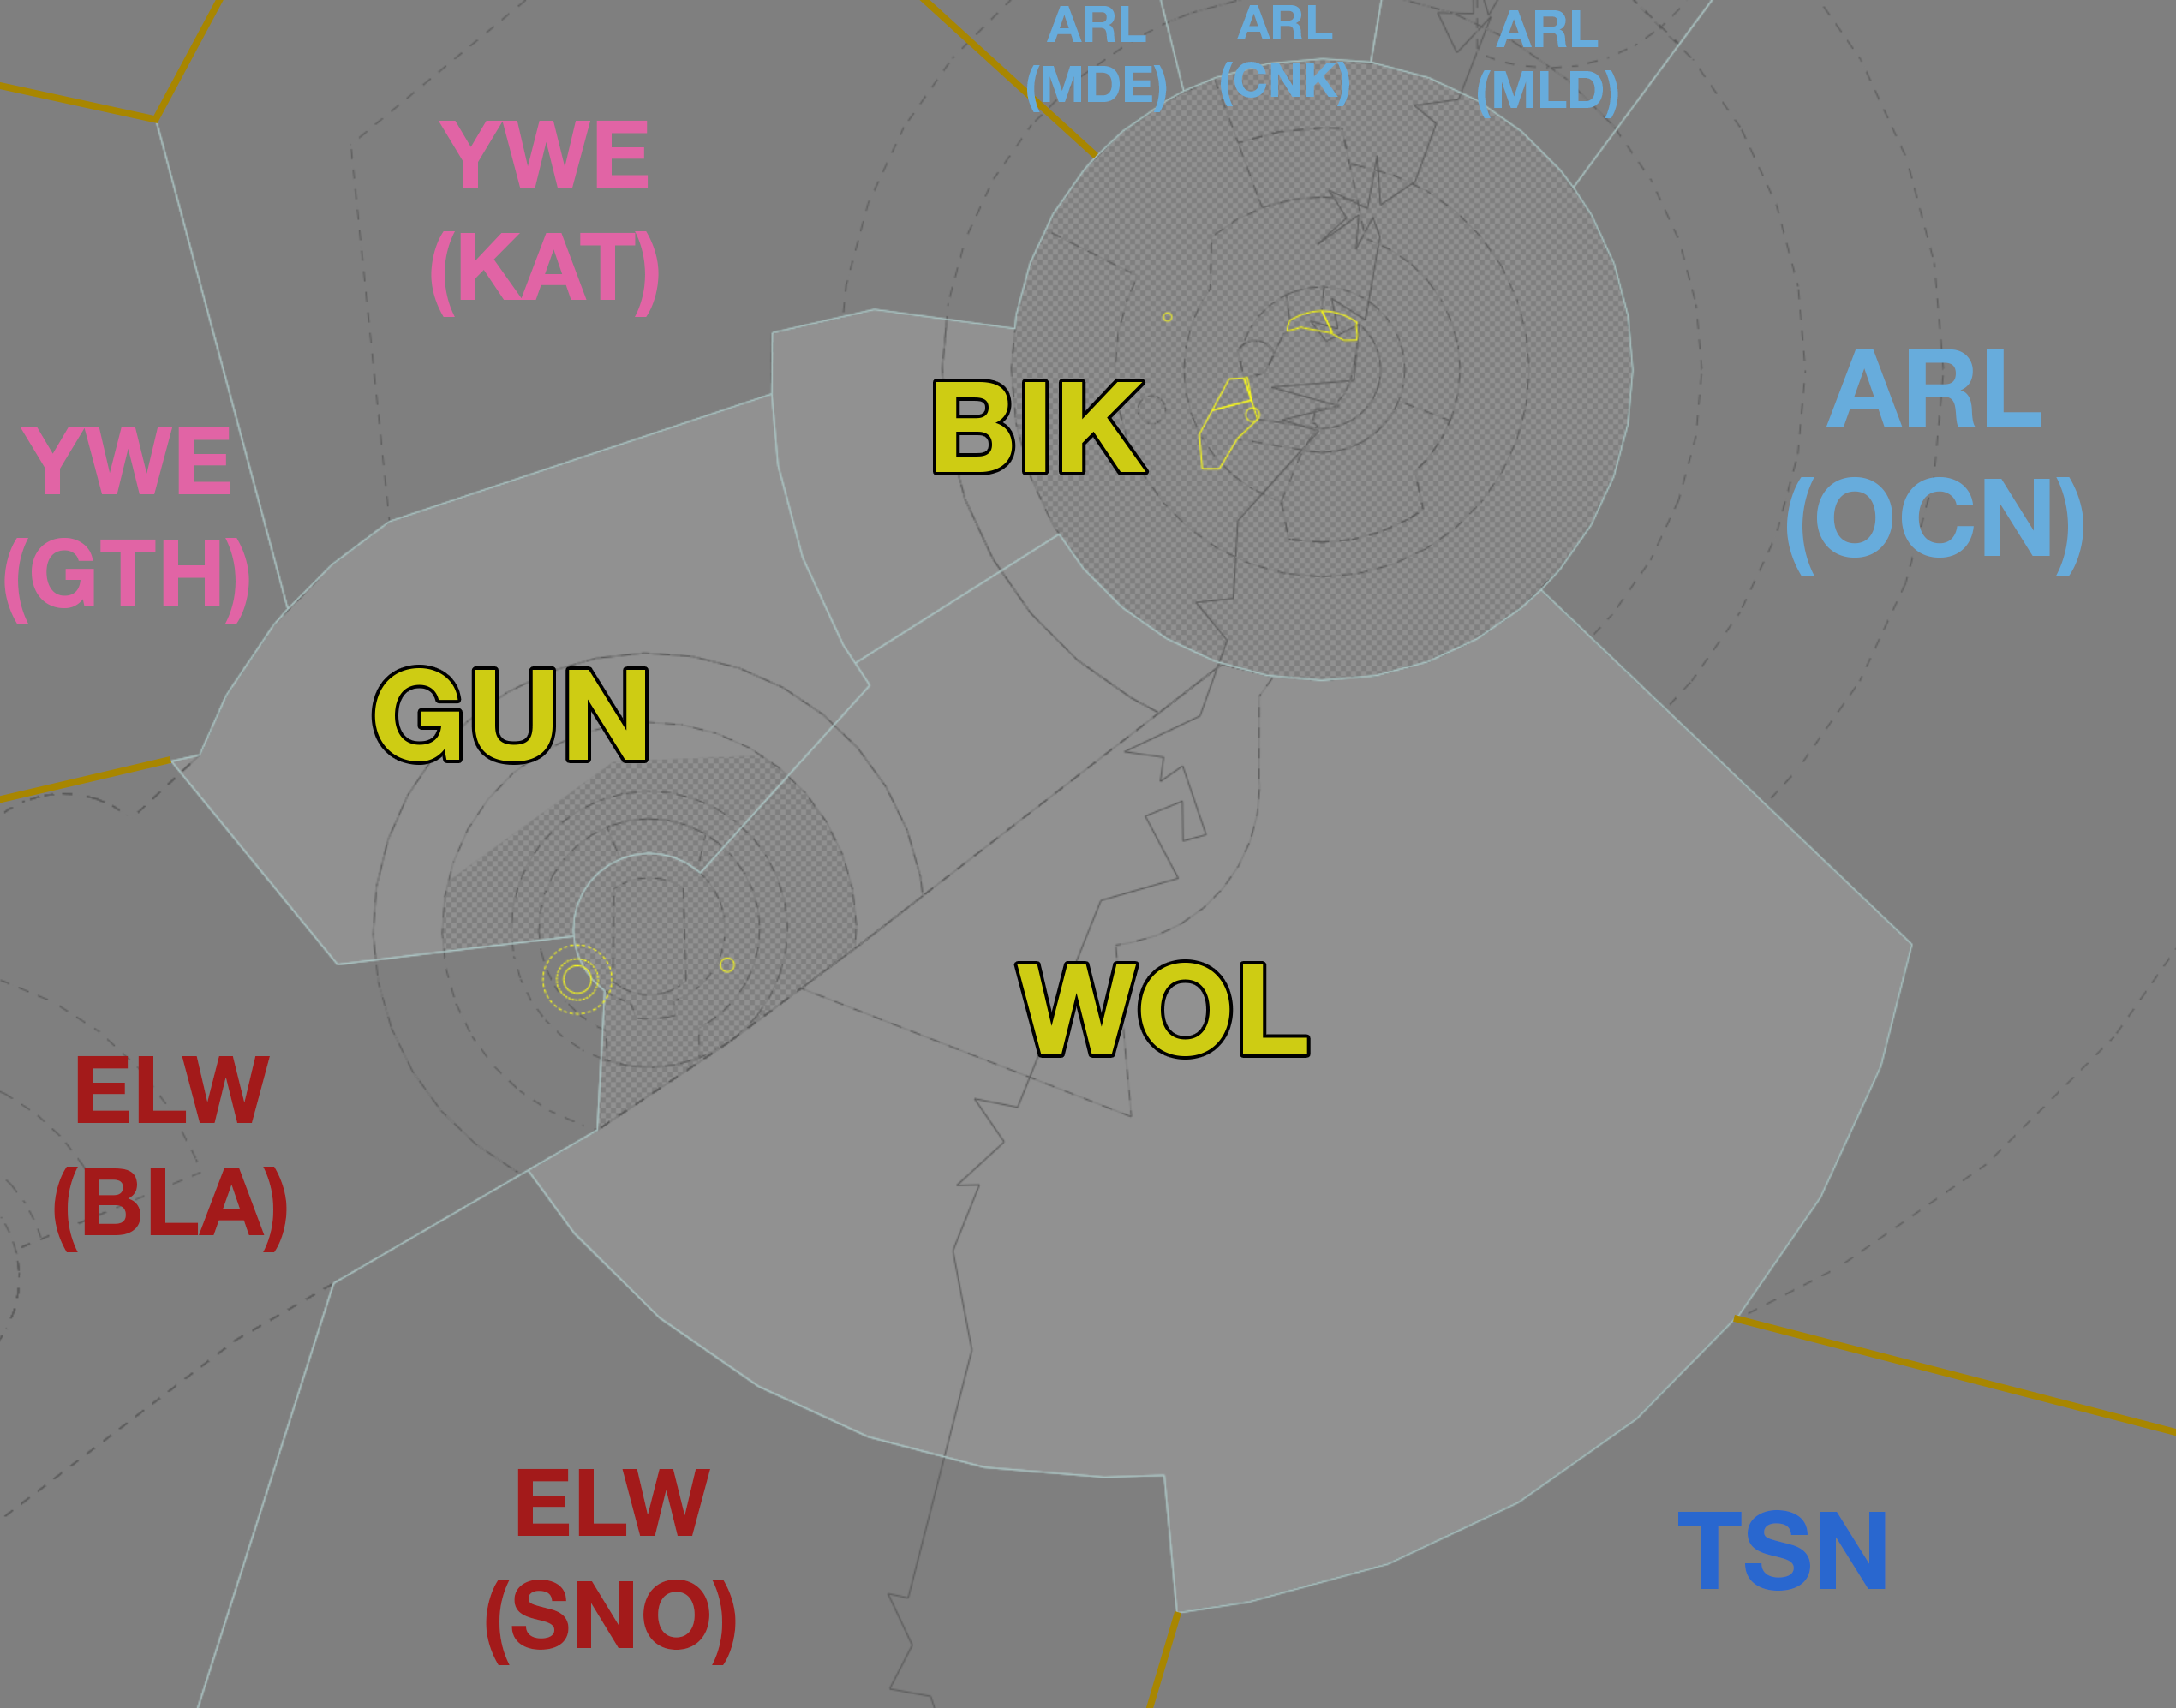 ARL
(MDE)
ARL
(CNK)
ARL
(MLD)
YWE
(KAT)
ARL
(OCN)
BIK
YWE
(GTH)
GUN
WOL
ELW
(BLA)
ELW
(SNO)
TSN